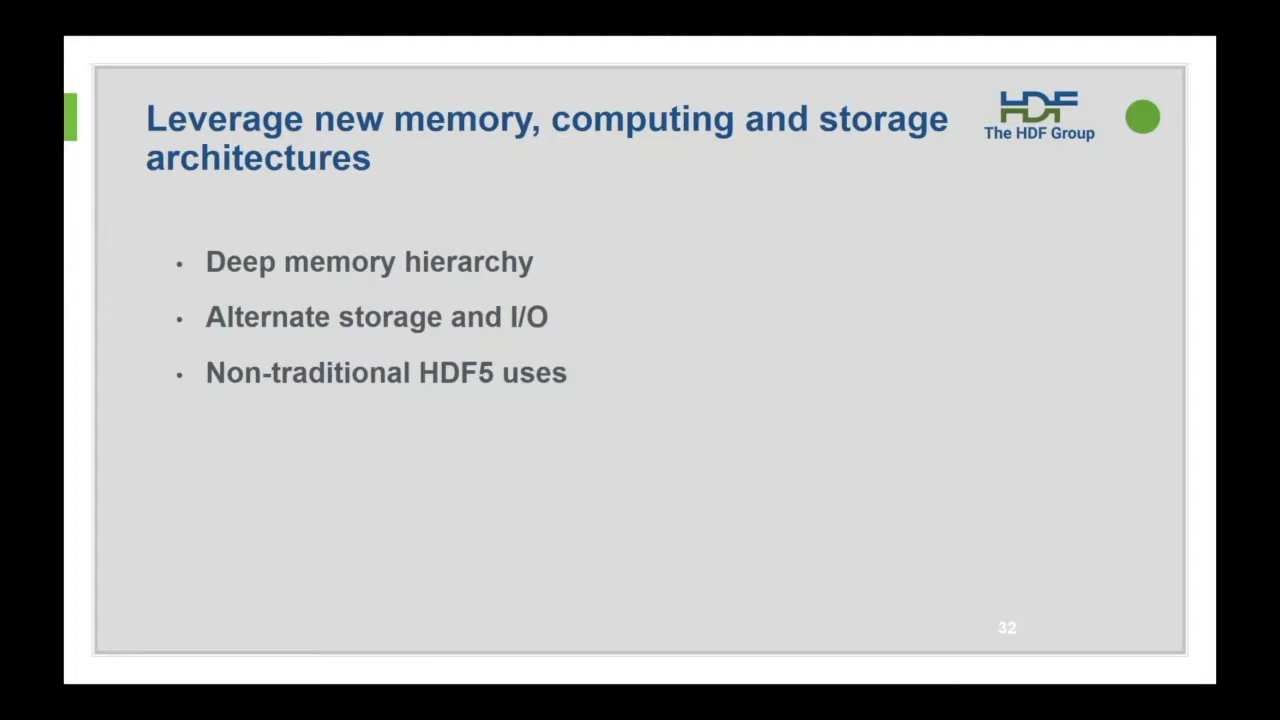 Leverage new memory, computing and storage
architectures
HDF
The HDF Group
• Deep memory hierarchy
• Alternate storage and I/O
• Non-traditional HDF5 uses
32